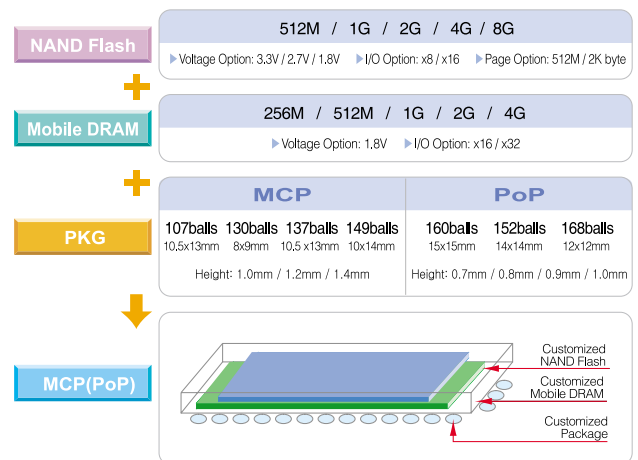 NAND Flash
512M / 1G / 2G / 4G / 8G
Voltage Option: 3.3V / 2.7V / 1.8V I/O Option: x8 / x16 Page Option: 512M / 2K byte
Mobile DRAM
256M / 512M / 1G / 2G / 4G
Voltage Option: 1.8V I/O Option: x16 / x32
PKG
MCP
107balls 130balls 137balls 149balls
10.5x13mm 8x9mm 10.5 x13mm 10x14mm
Height: 1.0mm / 1.2mm / 1.4mm
PoP
160balls 152balls 168balls
15x15mm 14x14mm 12x12mm
Height: 0.7mm / 0.8mm / 0.9mm / 1.0mm
MCP(PoP)
Customized
NAND Flash
Customized
Mobile DRAM
Customized
Package